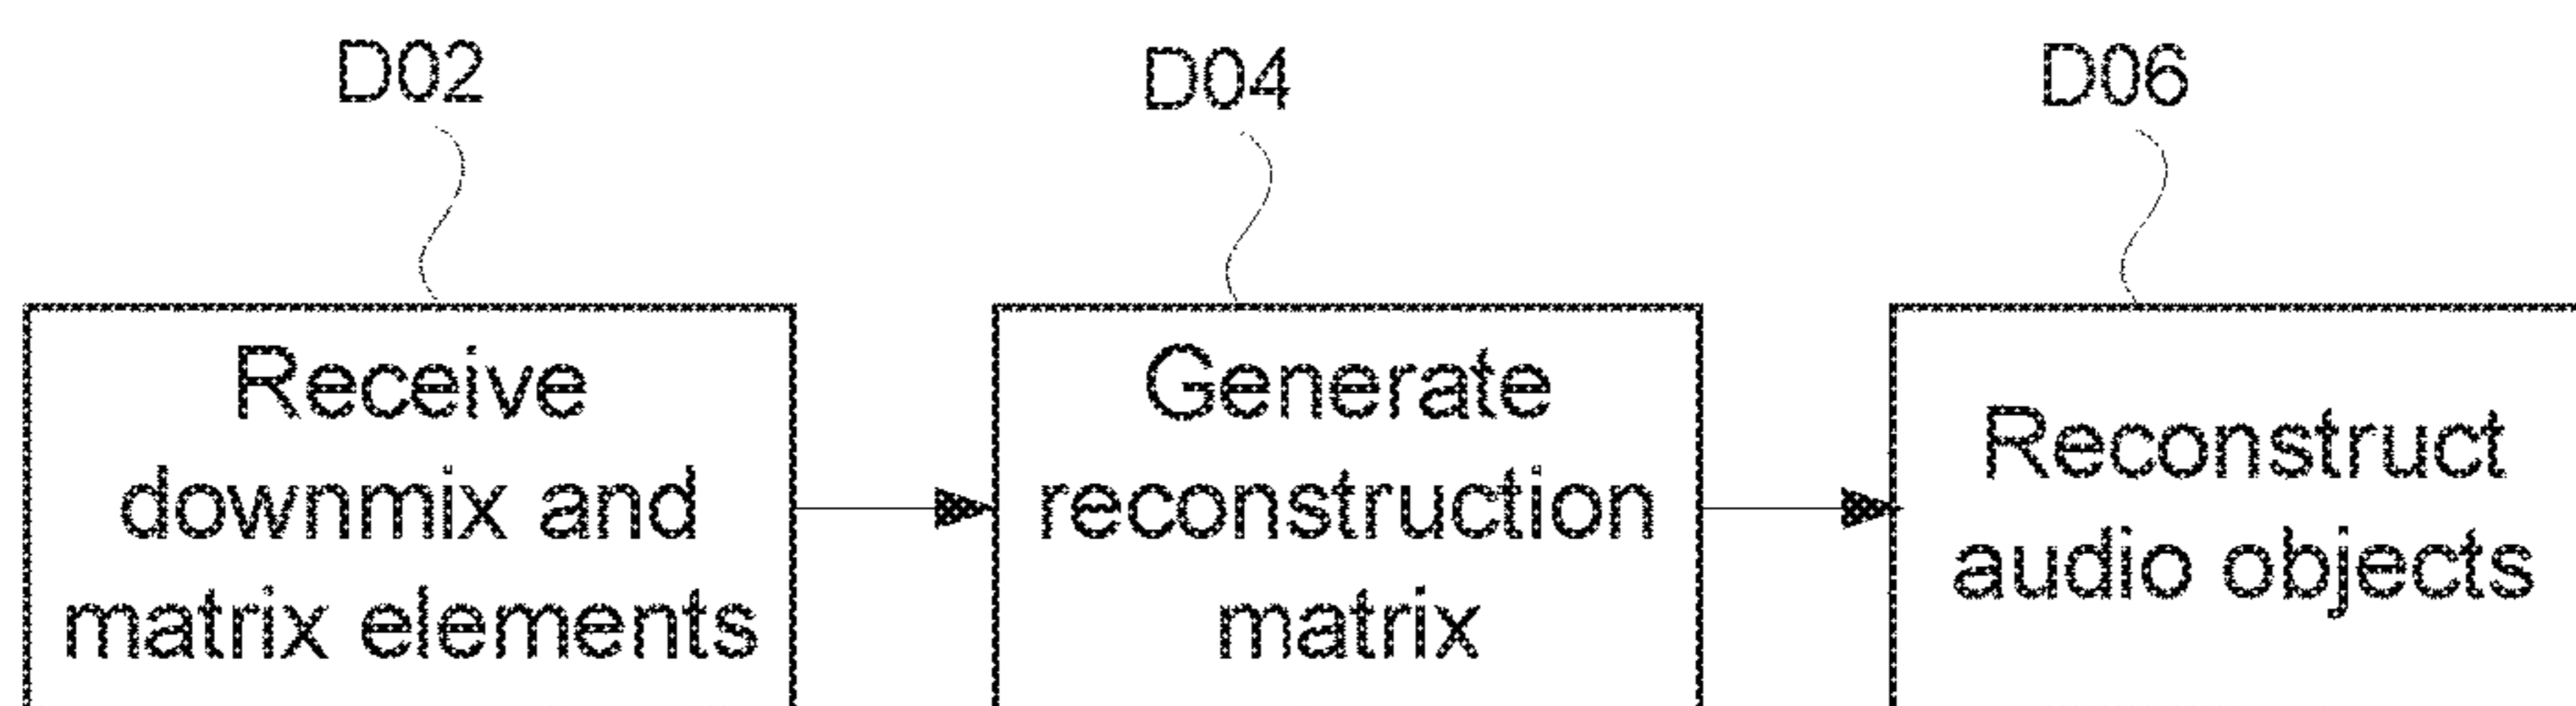 D02
D04
D06
Receive
downmix and
matrix elements
Generate
reconstruction
matrix
Reconstruct
audio objects